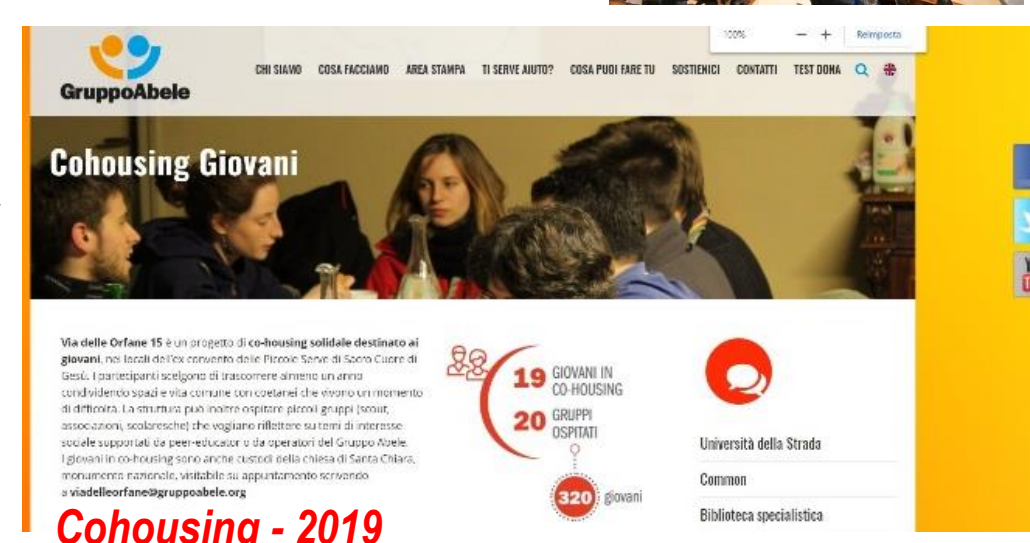 100% − + Reimposta
GruppoAbele
CHI SIAMO COSA FACCIAMO AREA STAMPA TI SERVE AIUTO? COSA PUOI FARE TU SOSTIENICI CONTATTI TEST DONA
Cohousing Giovani
Via delle Orfane 15 è un progetto di co-housing solidale destinato ai
giovani, nei locali dell'ex convento delle Piccole Serve di Sacro Cuore di
Gesù. I partecipanti scelgono di trascorrere almeno un anno
condividendo spazi e vita comune con coetanei che vivono un momento
di difficoltà. La struttura può inoltre ospitare piccoli gruppi (scout,
associazioni, scolaresche) che vogliano riflettere su temi di interesse
sociale supportati da peer-educator o da operatori del Gruppo Abele.
I giovani in co-housing sono anche custodi della chiesa di Santa Chiara,
monumento nazionale, visitabile su appuntamento scrivendo
a viadelleorfane@gruppoabele.org
19 GIOVANI IN
CO-HOUSING
20 GRUPPI
OSPITATI
320 giovani
Università della Strada
Common
Biblioteca specialistica
Cohousing - 2019